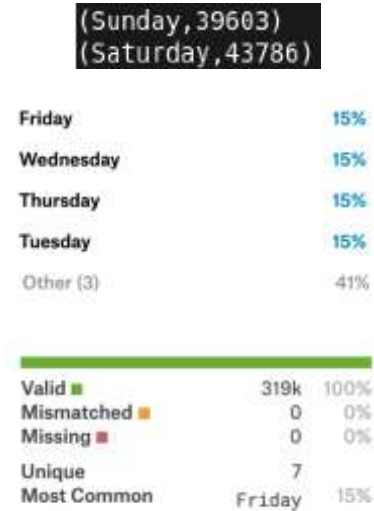 (Sunday,39603)
(Saturday,43786)
Friday 15%
Wednesday 15%
Thursday 15%
Tuesday 15%
Other (3) 41%
Valid 319k 100%
Mismatched 0 0%
Missing 0 0%
Unique 7
Most Common Friday 15%